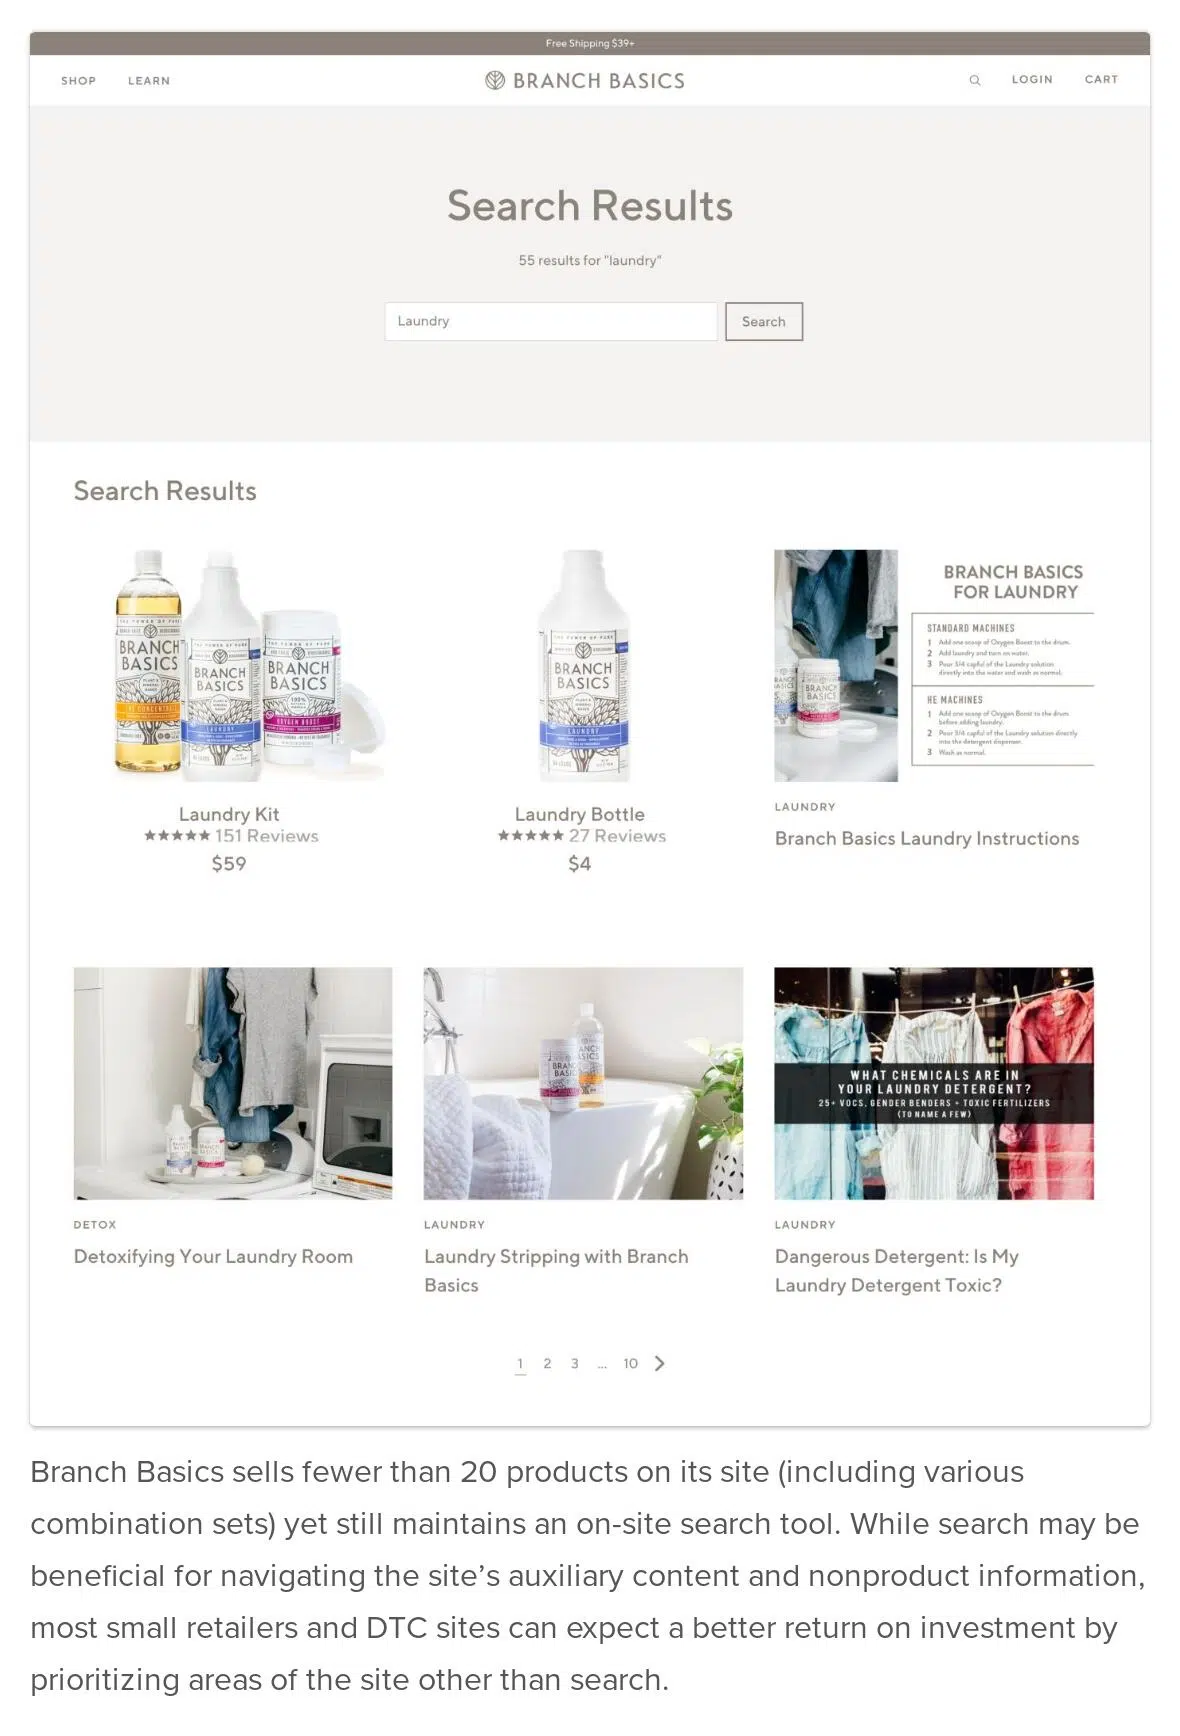 Free Shipping $39+
SHOP LEARN BRANCH BASICS LOGIN CART
Search Results
55 results for "laundry"
Laundry Search
Search Results
BRANCH
BASICS
BRANCH
BASICS
LAUNDRY
BRANCH
BASICS
OXYGEN BOOST
BRANCH
BASICS
LAUNDRY
BRANCH BASICS
FOR LAUNDRY
STANDARD MACHINES
1 Add one scoop of Oxygen Boost to the drum.
2 Add laundry and turn on water.
3 Pour 3/4 capful of the Laundry solution
directly into the water and wash as normal.
HE MACHINES
1 Add one scoop of Oxygen Boost to the drum
before adding laundry.
2 Pour 3/4 capful of the Laundry solution directly
into the detergent dispenser.
3 Wash as normal.
Laundry Kit
★★★★★ 151 Reviews
$59
Laundry Bottle
★★★★★ 27 Reviews
$4
LAUNDRY
Branch Basics Laundry Instructions
WHAT CHEMICALS ARE IN
YOUR LAUNDRY DETERGENT?
25+ VOCS, GENDER BENDERS + TOXIC FERTILIZERS
(TO NAME A FEW)
DETOX
Detoxifying Your Laundry Room
LAUNDRY
Laundry Stripping with Branch
Basics
LAUNDRY
Dangerous Detergent: Is My
Laundry Detergent Toxic?
1 2 3 ... 10
Branch Basics sells fewer than 20 products on its site (including various
combination sets) yet still maintains an on-site search tool. While search may be
beneficial for navigating the site’s auxiliary content and nonproduct information,
most small retailers and DTC sites can expect a better return on investment by
prioritizing areas of the site other than search.